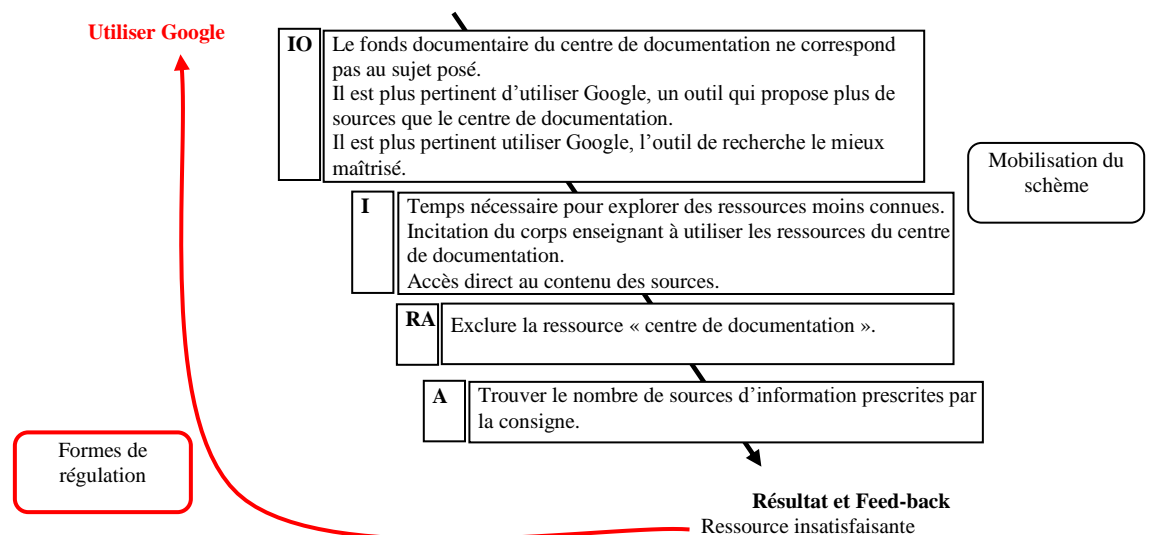 Utiliser Google
IO
Le fonds documentaire du centre de documentation ne correspond
pas au sujet posé.
Il est plus pertinent d'utiliser Google, un outil qui propose plus de
sources que le centre de documentation.
Il est plus pertinent utiliser Google, l'outil de recherche le mieux
maîtrisé.
Mobilisation du
schème
I
Temps nécessaire pour explorer des ressources moins connues.
Incitation du corps enseignant à utiliser les ressources du centre
de documentation.
Accès direct au contenu des sources.
RA
Exclure la ressource « centre de documentation ».
A
Trouver le nombre de sources d'information prescrites par
la consigne.
Formes de
régulation
Résultat et Feed-back
Ressource insatisfaisante